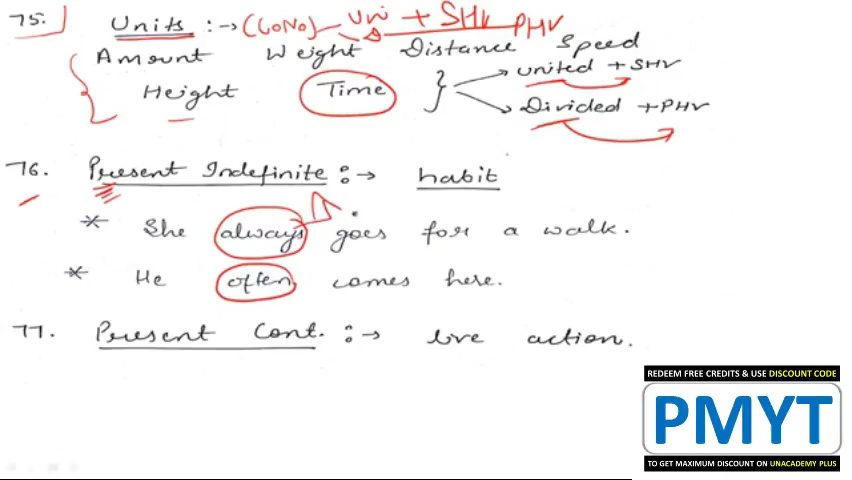 75. Units :→ (CoNo) Un + SHV PHV
Amount Weight Distance Speed
Height Time } → united + SHV
→ Divided + PHV
76. Present Indefinite :→ habit
* She always goes for a walk.
* He often comes here.
77. Present Cont. :→ live action.
REDEEM FREE CREDITS & USE DISCOUNT CODE
PMYT
TO GET MAXIMUM DISCOUNT ON UNACADEMY PLUS